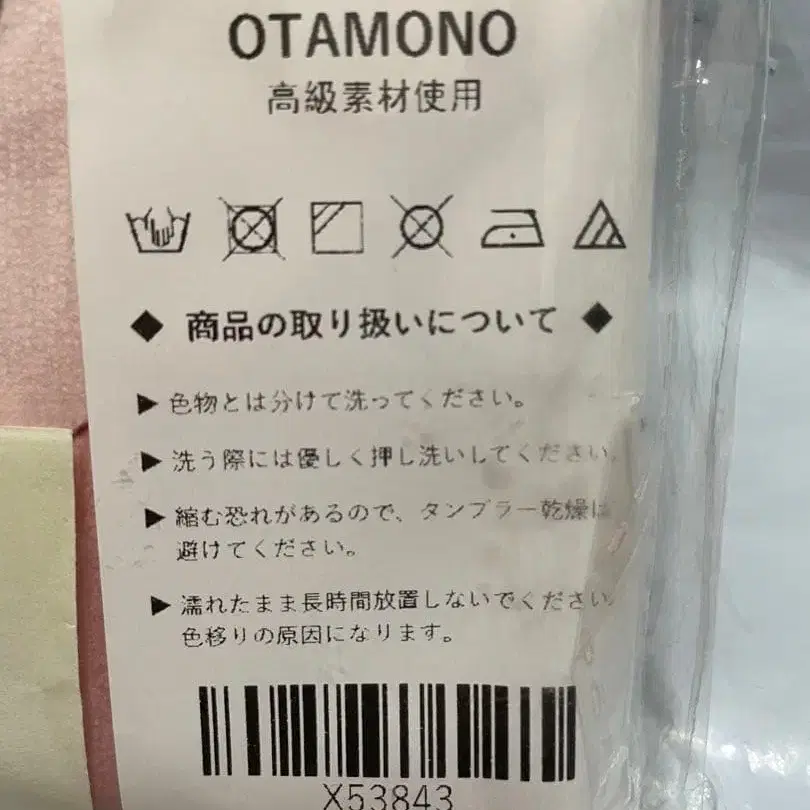 OTAMONO
高級素材使用
◆ 商品の取り扱いについて ◆
▶ 色物とは分けて洗ってください。
▶ 洗う際には優しく押し洗いしてください。
▶ 縮む恐れがあるので、タンブラー乾燥は
避けてください。
▶ 濡れたまま長時間放置しないでください。
色移りの原因になります。
X53843